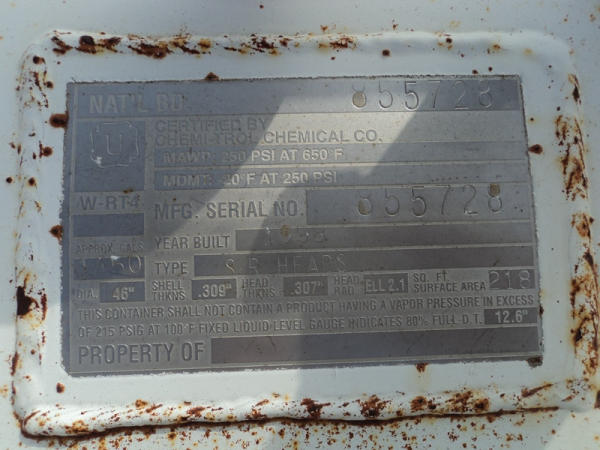 NAT'L BD. 855728
U
CERTIFIED BY
CHEMI-TROL CHEMICAL CO.
MAWP: 250 PSI AT 650°F
MDMT: -20°F AT 250 PSI
W-RT4
MFG. SERIAL NO. 855728
APPROX. GALS.
YEAR BUILT
TYPE S R HEADS
DIA. 46" SHELL THKNS .309" HEAD THKNS .307" HEAD RAD. ELL 2.1 SQ. FT. SURFACE AREA 218
THIS CONTAINER SHALL NOT CONTAIN A PRODUCT HAVING A VAPOR PRESSURE IN EXCESS
OF 215 PSIG AT 100°F FIXED LIQUID LEVEL GAUGE INDICATES 80% FULL-D.T. 12.6"
PROPERTY OF